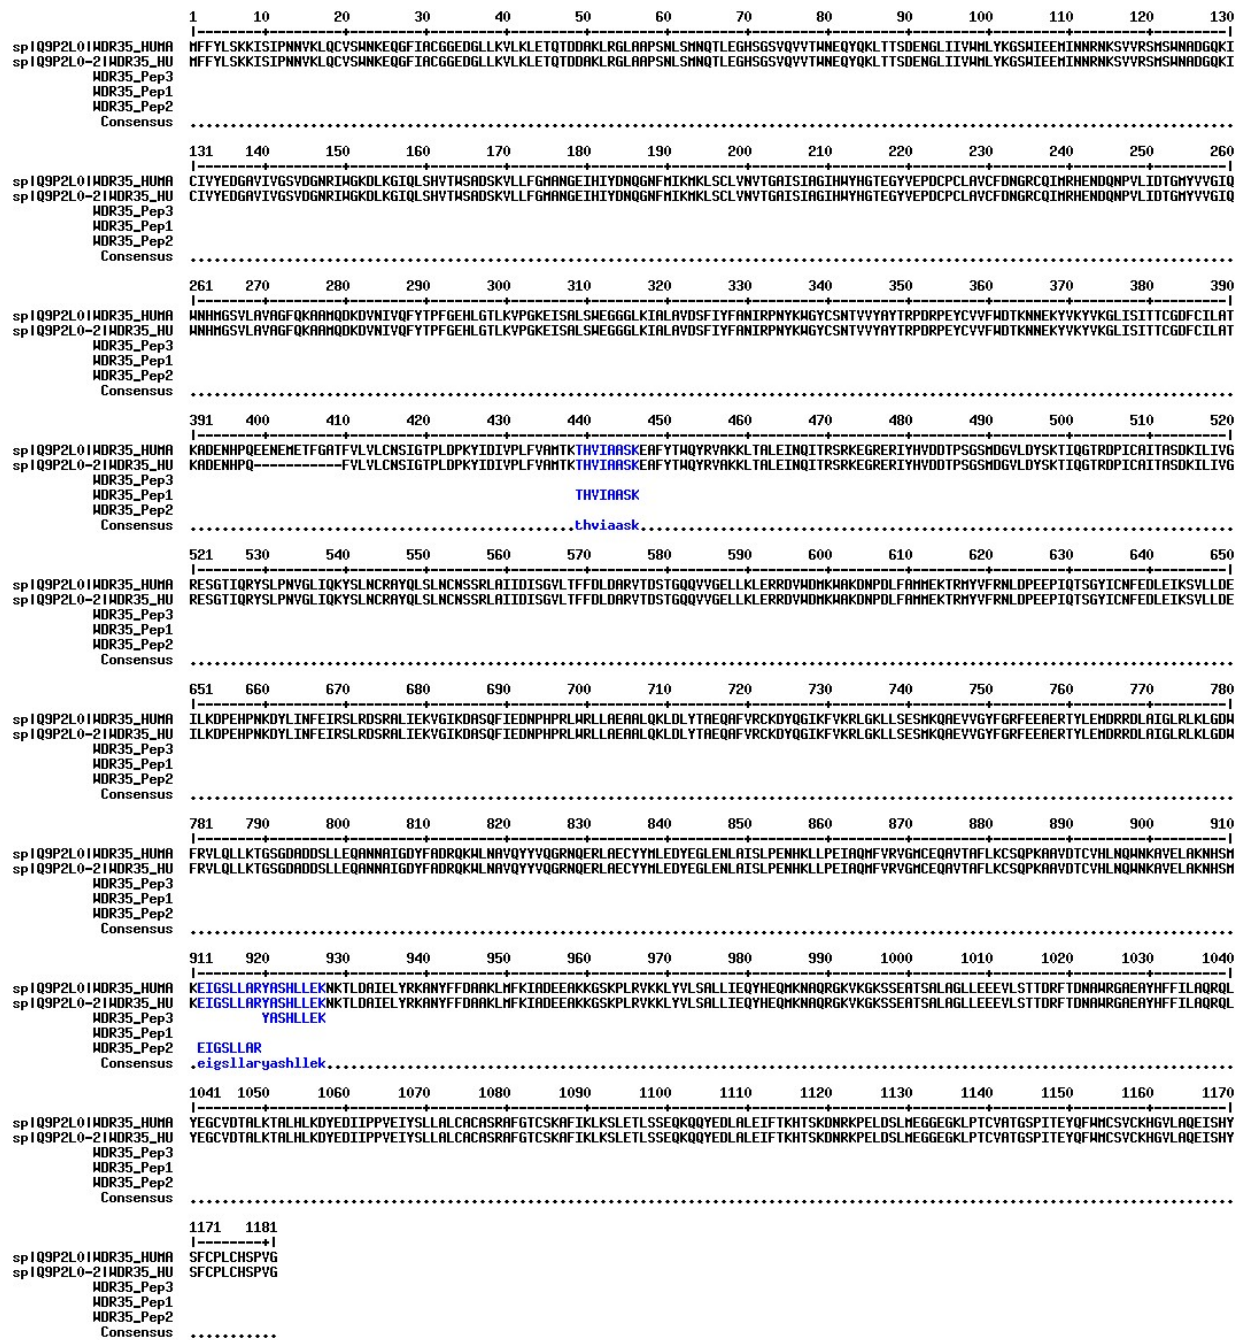 1 10 20 30 40 50 60 70 80 90 100 110 120 130
|--------+---------+---------+---------+---------+---------+---------+---------+---------+---------+---------+---------+---------|
sp|Q9P2L0|WDR35_HUMA MFFYLSKKISIPNNVKLQCVSWNKEQGFIACGGEDGLLKVLKLETQTDDAKLRGLAAPSNLSMNQTLEGHSGSVQVVTWNEQYQKLTTSDENGLIIVWMLYKGSWIEEMINNRNKSVVRSMSWNADGQKI
sp|Q9P2L0-2|WDR35_HU MFFYLSKKISIPNNVKLQCVSWNKEQGFIACGGEDGLLKVLKLETQTDDAKLRGLAAPSNLSMNQTLEGHSGSVQVVTWNEQYQKLTTSDENGLIIVWMLYKGSWIEEMINNRNKSVVRSMSWNADGQKI
WDR35_Pep3
WDR35_Pep1
WDR35_Pep2
Consensus ..................................................................................................................................
131 140 150 160 170 180 190 200 210 220 230 240 250 260
|--------+---------+---------+---------+---------+---------+---------+---------+---------+---------+---------+---------+---------|
sp|Q9P2L0|WDR35_HUMA CIVYEDGAVIVGSVDGNRIWGKDLKGIQLSHVTWSADSKVLLFGMANGEIHIYDNQGNFMIKMKLSCLVNVTGAISIAGIHWYHGTEGYVEPDCPCLAVCFDNGRCQIMRHENDQNPVLIDTGMYVVGIQ
sp|Q9P2L0-2|WDR35_HU CIVYEDGAVIVGSVDGNRIWGKDLKGIQLSHVTWSADSKVLLFGMANGEIHIYDNQGNFMIKMKLSCLVNVTGAISIAGIHWYHGTEGYVEPDCPCLAVCFDNGRCQIMRHENDQNPVLIDTGMYVVGIQ
WDR35_Pep3
WDR35_Pep1
WDR35_Pep2
Consensus ..................................................................................................................................
261 270 280 290 300 310 320 330 340 350 360 370 380 390
|--------+---------+---------+---------+---------+---------+---------+---------+---------+---------+---------+---------+---------|
sp|Q9P2L0|WDR35_HUMA WNHMGSVLAVAGFQKAAMQDKDVNIVQFYTPFGEHLGTLKVPGKEISALSWEGGGLKIALAVDSFIYFANIRPNYKWGYCSNTVVYAYTRPDRPEYCVVFWDTKNNEKYVKYVKGLISITTCGDFCILAT
sp|Q9P2L0-2|WDR35_HU WNHMGSVLAVAGFQKAAMQDKDVNIVQFYTPFGEHLGTLKVPGKEISALSWEGGGLKIALAVDSFIYFANIRPNYKWGYCSNTVVYAYTRPDRPEYCVVFWDTKNNEKYVKYVKGLISITTCGDFCILAT
WDR35_Pep3
WDR35_Pep1
WDR35_Pep2
Consensus ..................................................................................................................................
391 400 410 420 430 440 450 460 470 480 490 500 510 520
|--------+---------+---------+---------+---------+---------+---------+---------+---------+---------+---------+---------+---------|
sp|Q9P2L0|WDR35_HUMA KADENHPQEENEMETFGATFVLVLCNSIGTPLDPKYIDIVPLFVAMTKTHVIAASKEAFYTWQYRVAKKLTALEINQITRSRKEGRERIYHVDDTPSGSMDGVLDYSKTIQGTRDPICAITASDKILIVG
sp|Q9P2L0-2|WDR35_HU KADENHPQ-----------FVLVLCNSIGTPLDPKYIDIVPLFVAMTKTHVIAASKEAFYTWQYRVAKKLTALEINQITRSRKEGRERIYHVDDTPSGSMDGVLDYSKTIQGTRDPICAITASDKILIVG
WDR35_Pep3
WDR35_Pep1 THVIAASK
WDR35_Pep2
Consensus ................................................thviaask..........................................................................
521 530 540 550 560 570 580 590 600 610 620 630 640 650
|--------+---------+---------+---------+---------+---------+---------+---------+---------+---------+---------+---------+---------|
sp|Q9P2L0|WDR35_HUMA RESGTIQRYSLPNVGLIQKYSLNCRAYQLSLNCNSSRLAIIDISGVLTFFDLDARVTDSTGQQVVGELLKLERRDVWDMKWAKDNPDLFAMMEKTRMYVFRNLDPEEPIQTSGYICNFEDLEIKSVLLDE
sp|Q9P2L0-2|WDR35_HU RESGTIQRYSLPNVGLIQKYSLNCRAYQLSLNCNSSRLAIIDISGVLTFFDLDARVTDSTGQQVVGELLKLERRDVWDMKWAKDNPDLFAMMEKTRMYVFRNLDPEEPIQTSGYICNFEDLEIKSVLLDE
WDR35_Pep3
WDR35_Pep1
WDR35_Pep2
Consensus ..................................................................................................................................
651 660 670 680 690 700 710 720 730 740 750 760 770 780
|--------+---------+---------+---------+---------+---------+---------+---------+---------+---------+---------+---------+---------|
sp|Q9P2L0|WDR35_HUMA ILKDPEHPNKDYLINFEIRSLRDSRALIEKVGIKDASQFIEDNPHPRLWRLLAEAALQKLDLYTAEQAFVRCKDYQGIKFVKRLGKLLSESMKQAEVVGYFGRFEEAERTYLEMDRRDLAIGLRLKLGDW
sp|Q9P2L0-2|WDR35_HU ILKDPEHPNKDYLINFEIRSLRDSRALIEKVGIKDASQFIEDNPHPRLWRLLAEAALQKLDLYTAEQAFVRCKDYQGIKFVKRLGKLLSESMKQAEVVGYFGRFEEAERTYLEMDRRDLAIGLRLKLGDW
WDR35_Pep3
WDR35_Pep1
WDR35_Pep2
Consensus ..................................................................................................................................
781 790 800 810 820 830 840 850 860 870 880 890 900 910
|--------+---------+---------+---------+---------+---------+---------+---------+---------+---------+---------+---------+---------|
sp|Q9P2L0|WDR35_HUMA FRVLQLLKTGSGDADDSLLEQANNAIGDYFADRQKWLNAVQYYVQGRNQERLAECYYMLEDYEGLENLAISLPENHKLLPEIAQMFVRVGMCEQAVTAFLKCSQPKAAVDTCVHLNQWNKAVELAKNHSM
sp|Q9P2L0-2|WDR35_HU FRVLQLLKTGSGDADDSLLEQANNAIGDYFADRQKWLNAVQYYVQGRNQERLAECYYMLEDYEGLENLAISLPENHKLLPEIAQMFVRVGMCEQAVTAFLKCSQPKAAVDTCVHLNQWNKAVELAKNHSM
WDR35_Pep3
WDR35_Pep1
WDR35_Pep2
Consensus ..................................................................................................................................
911 920 930 940 950 960 970 980 990 1000 1010 1020 1030 1040
|--------+---------+---------+---------+---------+---------+---------+---------+---------+---------+---------+---------+---------|
sp|Q9P2L0|WDR35_HUMA KEIGSLLARYASHLLEKNKTLDAIELYRKANYFFDAAKLMFKIADEEAKKGSKPLRVKKLYVLSALLIEQYHEQMKNAQRGKVKGKSSEATSALAGLLEEEVLSTTDRFTDNAWRGAEAYHFFILAQRQL
sp|Q9P2L0-2|WDR35_HU KEIGSLLARYASHLLEKNKTLDAIELYRKANYFFDAAKLMFKIADEEAKKGSKPLRVKKLYVLSALLIEQYHEQMKNAQRGKVKGKSSEATSALAGLLEEEVLSTTDRFTDNAWRGAEAYHFFILAQRQL
WDR35_Pep3 YASHLLEK
WDR35_Pep1
WDR35_Pep2 EIGSLLAR
Consensus .eigsllaryashllek.................................................................................................................
1041 1050 1060 1070 1080 1090 1100 1110 1120 1130 1140 1150 1160 1170
|--------+---------+---------+---------+---------+---------+---------+---------+---------+---------+---------+---------+---------|
sp|Q9P2L0|WDR35_HUMA YEGCVDTALKTALHLKDYEDIIPPVEIYSLLALCACASRAFGTCSKAFIKLKSLETLSSEQKQQYEDLALEIFTKHTSKDNRKPELDSLMEGGEGKLPTCVATGSPITEYQFWMCSVCKHGVLAQEISHY
sp|Q9P2L0-2|WDR35_HU YEGCVDTALKTALHLKDYEDIIPPVEIYSLLALCACASRAFGTCSKAFIKLKSLETLSSEQKQQYEDLALEIFTKHTSKDNRKPELDSLMEGGEGKLPTCVATGSPITEYQFWMCSVCKHGVLAQEISHY
WDR35_Pep3
WDR35_Pep1
WDR35_Pep2
Consensus ..................................................................................................................................
1171 1181
|--------+|
sp|Q9P2L0|WDR35_HUMA SFCPLCHSPVG
sp|Q9P2L0-2|WDR35_HU SFCPLCHSPVG
WDR35_Pep3
WDR35_Pep1
WDR35_Pep2
Consensus ...........